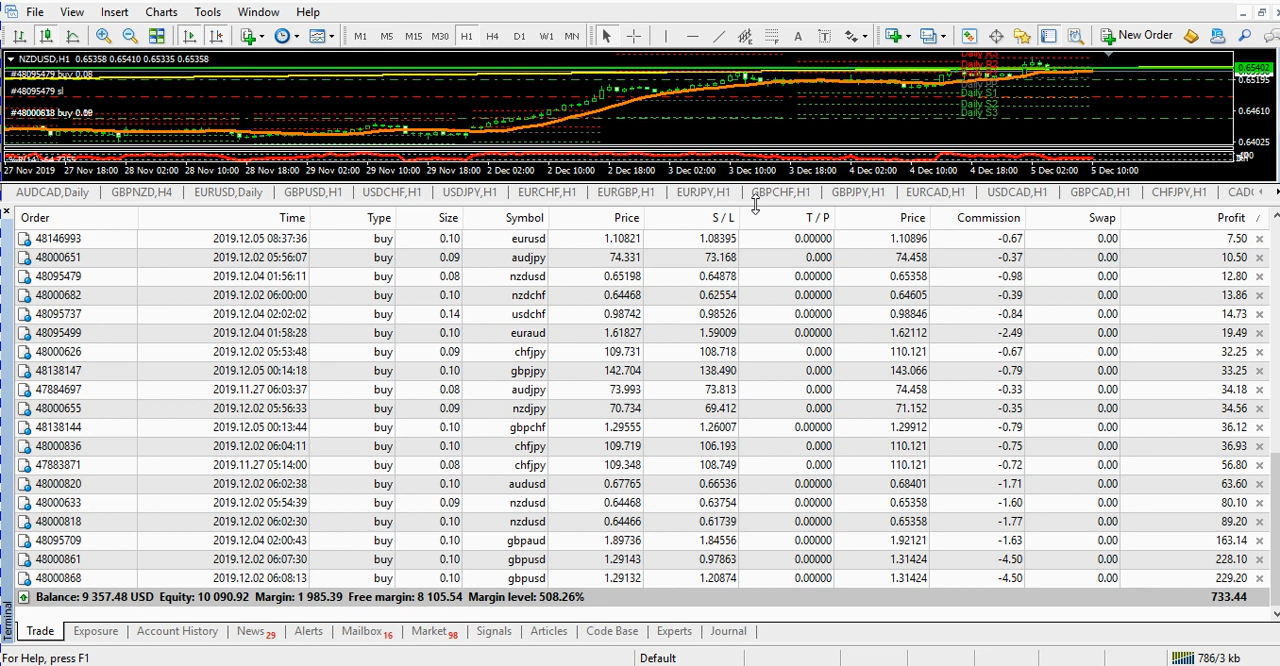 File View Insert Charts Tools Window Help
M1 M5 M15 M30 H1 H4 D1 W1 MN A T New Order
NZDUSD,H1 0.65358 0.65410 0.65335 0.65358
#48095479 buy 0.08
#48095479 sl
#48000818 buy 0.09
Daily R3
Daily R2
Daily S1
Daily S2
Daily S3
0.65402
0.65195
0.64610
0.64025
27 Nov 2019 27 Nov 18:00 28 Nov 02:00 28 Nov 10:00 28 Nov 18:00 29 Nov 02:00 29 Nov 10:00 29 Nov 18:00 2 Dec 02:00 2 Dec 10:00 2 Dec 18:00 3 Dec 02:00 3 Dec 10:00 3 Dec 18:00 4 Dec 02:00 4 Dec 10:00 4 Dec 18:00 5 Dec 02:00 5 Dec 10:00
AUDCAD,Daily GBPNZD,H4 EURUSD,Daily GBPUSD,H1 USDCHF,H1 USDJPY,H1 EURCHF,H1 EURGBP,H1 EURJPY,H1 GBPCHF,H1 GBPJPY,H1 EURCAD,H1 USDCAD,H1 GBPCAD,H1 CHFJPY,H1 CADC
Order Time Type Size Symbol Price S / L T / P Price Commission Swap Profit /
48146993 2019.12.05 08:37:36 buy 0.10 eurusd 1.10821 1.08395 0.00000 1.10896 -0.67 0.00 7.50
48000651 2019.12.02 05:56:07 buy 0.09 audjpy 74.331 73.168 0.000 74.458 -0.37 0.00 10.50
48095479 2019.12.04 01:56:11 buy 0.08 nzdusd 0.65198 0.64878 0.00000 0.65358 -0.98 0.00 12.80
48000682 2019.12.02 06:00:00 buy 0.10 nzdchf 0.64468 0.62554 0.00000 0.64605 -0.39 0.00 13.86
48095737 2019.12.04 02:02:02 buy 0.14 usdchf 0.98742 0.98526 0.00000 0.98846 -0.84 0.00 14.73
48095499 2019.12.04 01:58:28 buy 0.10 euraud 1.61827 1.59009 0.00000 1.62112 -2.49 0.00 19.49
48000626 2019.12.02 05:53:48 buy 0.09 chfjpy 109.731 108.718 0.000 110.121 -0.67 0.00 32.25
48138147 2019.12.05 00:14:18 buy 0.10 gbpjpy 142.704 138.490 0.000 143.066 -0.79 0.00 33.25
47884697 2019.11.27 06:03:37 buy 0.08 audjpy 73.993 73.813 0.000 74.458 -0.33 0.00 34.18
48000655 2019.12.02 05:56:33 buy 0.09 nzdjpy 70.734 69.412 0.000 71.152 -0.35 0.00 34.56
48138144 2019.12.05 00:13:44 buy 0.10 gbpchf 1.29555 1.26007 0.00000 1.29912 -0.79 0.00 36.12
48000836 2019.12.02 06:04:11 buy 0.10 chfjpy 109.719 106.193 0.000 110.121 -0.75 0.00 36.93
47883871 2019.11.27 05:14:00 buy 0.08 chfjpy 109.348 108.749 0.000 110.121 -0.72 0.00 56.80
48000820 2019.12.02 06:02:38 buy 0.10 audusd 0.67765 0.66536 0.00000 0.68401 -1.71 0.00 63.60
48000633 2019.12.02 05:54:39 buy 0.09 nzdusd 0.64468 0.63754 0.00000 0.65358 -1.60 0.00 80.10
48000818 2019.12.02 06:02:30 buy 0.10 nzdusd 0.64466 0.61739 0.00000 0.65358 -1.77 0.00 89.20
48095709 2019.12.04 02:00:43 buy 0.10 gbpaud 1.89736 1.84556 0.00000 1.92121 -1.63 0.00 163.14
48000861 2019.12.02 06:07:30 buy 0.10 gbpusd 1.29143 0.97863 0.00000 1.31424 -4.50 0.00 228.10
48000868 2019.12.02 06:08:13 buy 0.10 gbpusd 1.29132 1.20874 0.00000 1.31424 -4.50 0.00 229.20
Balance: 9 357.48 USD Equity: 10 090.92 Margin: 1 985.39 Free margin: 8 105.54 Margin level: 508.26% 733.44
Terminal
Trade Exposure Account History News 29 Alerts Mailbox 16 Market 98 Signals Articles Code Base Experts Journal
For Help, press F1 Default 786/3 kb